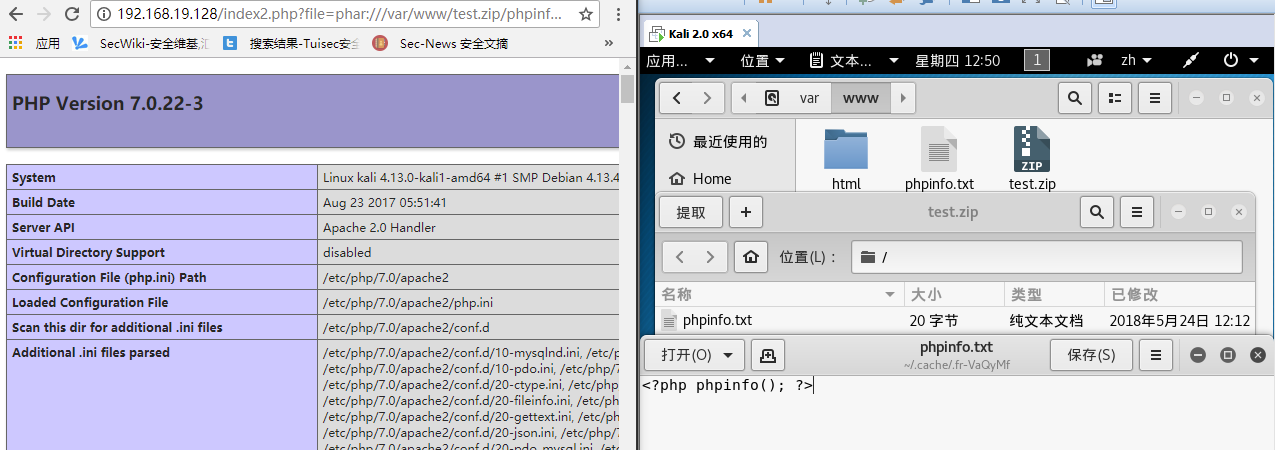 192.168.19.128/index2.php?file=phar:///var/www/test.zip/phpinf...
应用 SecWiki-安全维基,汇 搜索结果-Tuisec安全 Sec-News 安全文摘 »
PHP Version 7.0.22-3
System Linux kali 4.13.0-kali1-amd64 #1 SMP Debian 4.13.4
Build Date Aug 23 2017 05:51:41
Server API Apache 2.0 Handler
Virtual Directory Support disabled
Configuration File (php.ini) Path /etc/php/7.0/apache2
Loaded Configuration File /etc/php/7.0/apache2/php.ini
Scan this dir for additional .ini files /etc/php/7.0/apache2/conf.d
Additional .ini files parsed /etc/php/7.0/apache2/conf.d/10-mysqlnd.ini, /etc/p
/etc/php/7.0/apache2/conf.d/10-pdo.ini, /etc/php/7
/etc/php/7.0/apache2/conf.d/20-ctype.ini, /etc/php
/etc/php/7.0/apache2/conf.d/20-fileinfo.ini, /etc/ph
/etc/php/7.0/apache2/conf.d/20-gettext.ini, /etc/ph
/etc/php/7.0/apache2/conf.d/20-json.ini, /etc/php/7
/etc/php/7.0/apache2/conf.d/20-pdo_mysql.ini, /etc
Kali 2.0 x64
应用... 位置 文本... 星期四 12:50 1 zh
var www
最近使用的
Home
html phpinfo.txt test.zip
ZIP
提取 + test.zip
位置(L)： /
名称 大小 类型 已修改
phpinfo.txt 20 字节 纯文本文档 2018年5月24日 12:12
打开(O) phpinfo.txt 保存(S)
~/.cache/.fr-VaQyMf
<?php phpinfo(); ?>